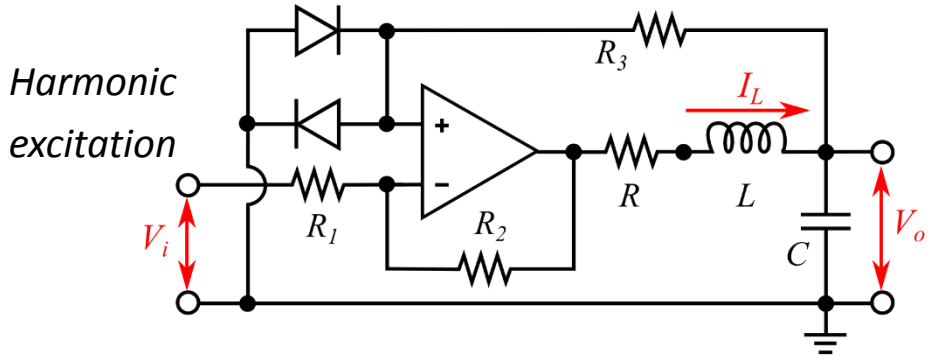 Harmonic
excitation
R3
IL
+
−
R1
R2
R
L
C
Vi
Vo